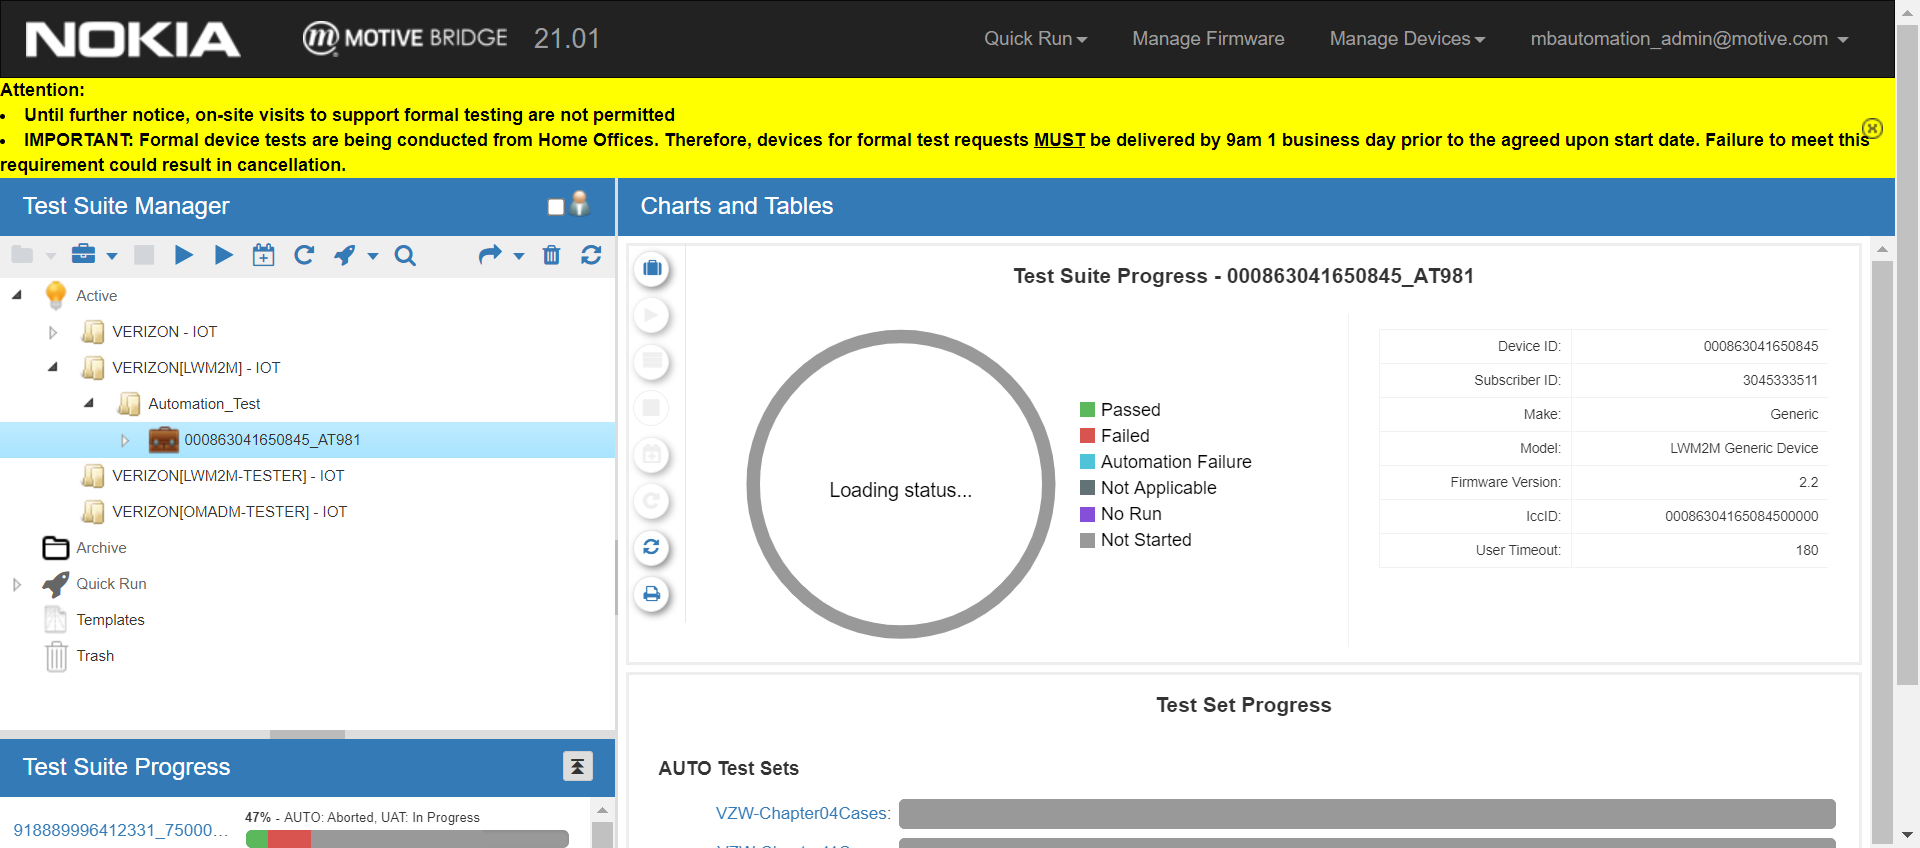 NOKIA
MOTIVE BRIDGE 21.01
Quick Run
Manage Firmware
Manage Devices
mbautomation_admin@motive.com
Attention:
• Until further notice, on-site visits to support formal testing are not permitted
• IMPORTANT: Formal device tests are being conducted from Home Offices. Therefore, devices for formal test requests MUST be delivered by 9am 1 business day prior to the agreed upon start date. Failure to meet this
requirement could result in cancellation.
Test Suite Manager
Active
VERIZON - IOT
VERIZON[LWM2M] - IOT
Automation_Test
000863041650845_AT981
VERIZON[LWM2M-TESTER] - IOT
VERIZON[OMADM-TESTER] - IOT
Archive
Quick Run
Templates
Trash
Test Suite Progress
918889996412331_75000...
47% - AUTO: Aborted, UAT: In Progress
Charts and Tables
Test Suite Progress - 000863041650845_AT981
Loading status...
Passed
Failed
Automation Failure
Not Applicable
No Run
Not Started
Device ID: 000863041650845
Subscriber ID: 3045333511
Make: Generic
Model: LWM2M Generic Device
Firmware Version: 2.2
IccID: 00086304165084500000
User Timeout: 180
Test Set Progress
AUTO Test Sets
VZW-Chapter04Cases: